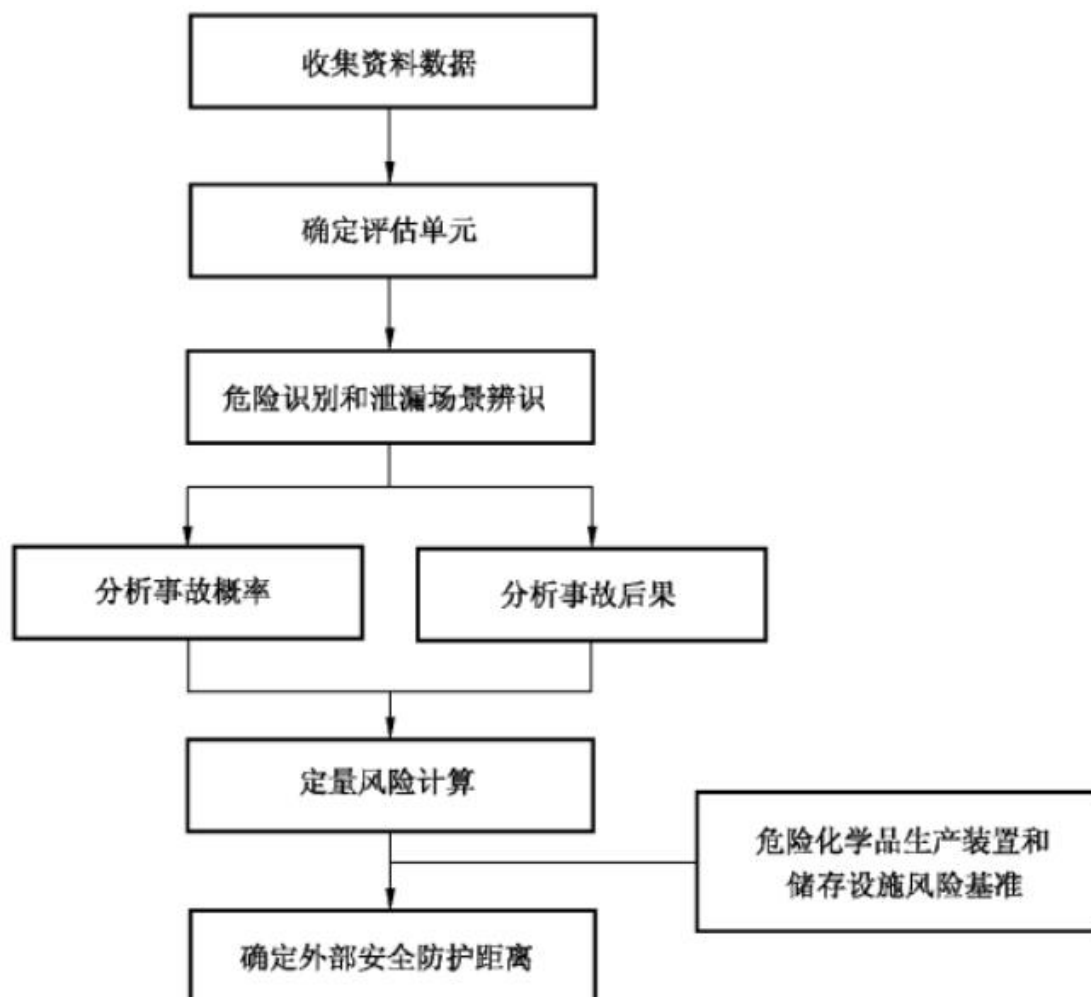 收集资料数据
确定评估单元
危险识别和泄漏场景辨识
分析事故概率
分析事故后果
定量风险计算
危险化学品生产装置和
储存设施风险基准
确定外部安全防护距离